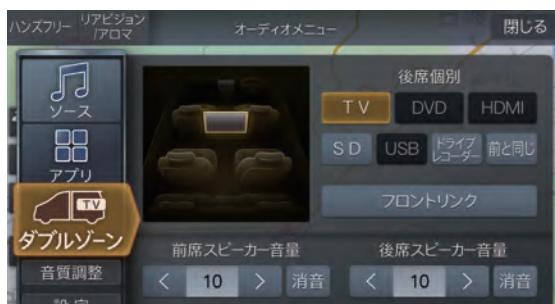 ハンズフリー
リアビジョン
/アロマ
オーディオメニュー
閉じる
ソース
アプリ
TV
ダブルゾーン
音質調整
設定
後席個別
TV
DVD
HDMI
SD
USB
ドライブ
レコーダー
前と同じ
フロントリンク
前席スピーカー音量
< 10 > 消音
後席スピーカー音量
< 10 > 消音